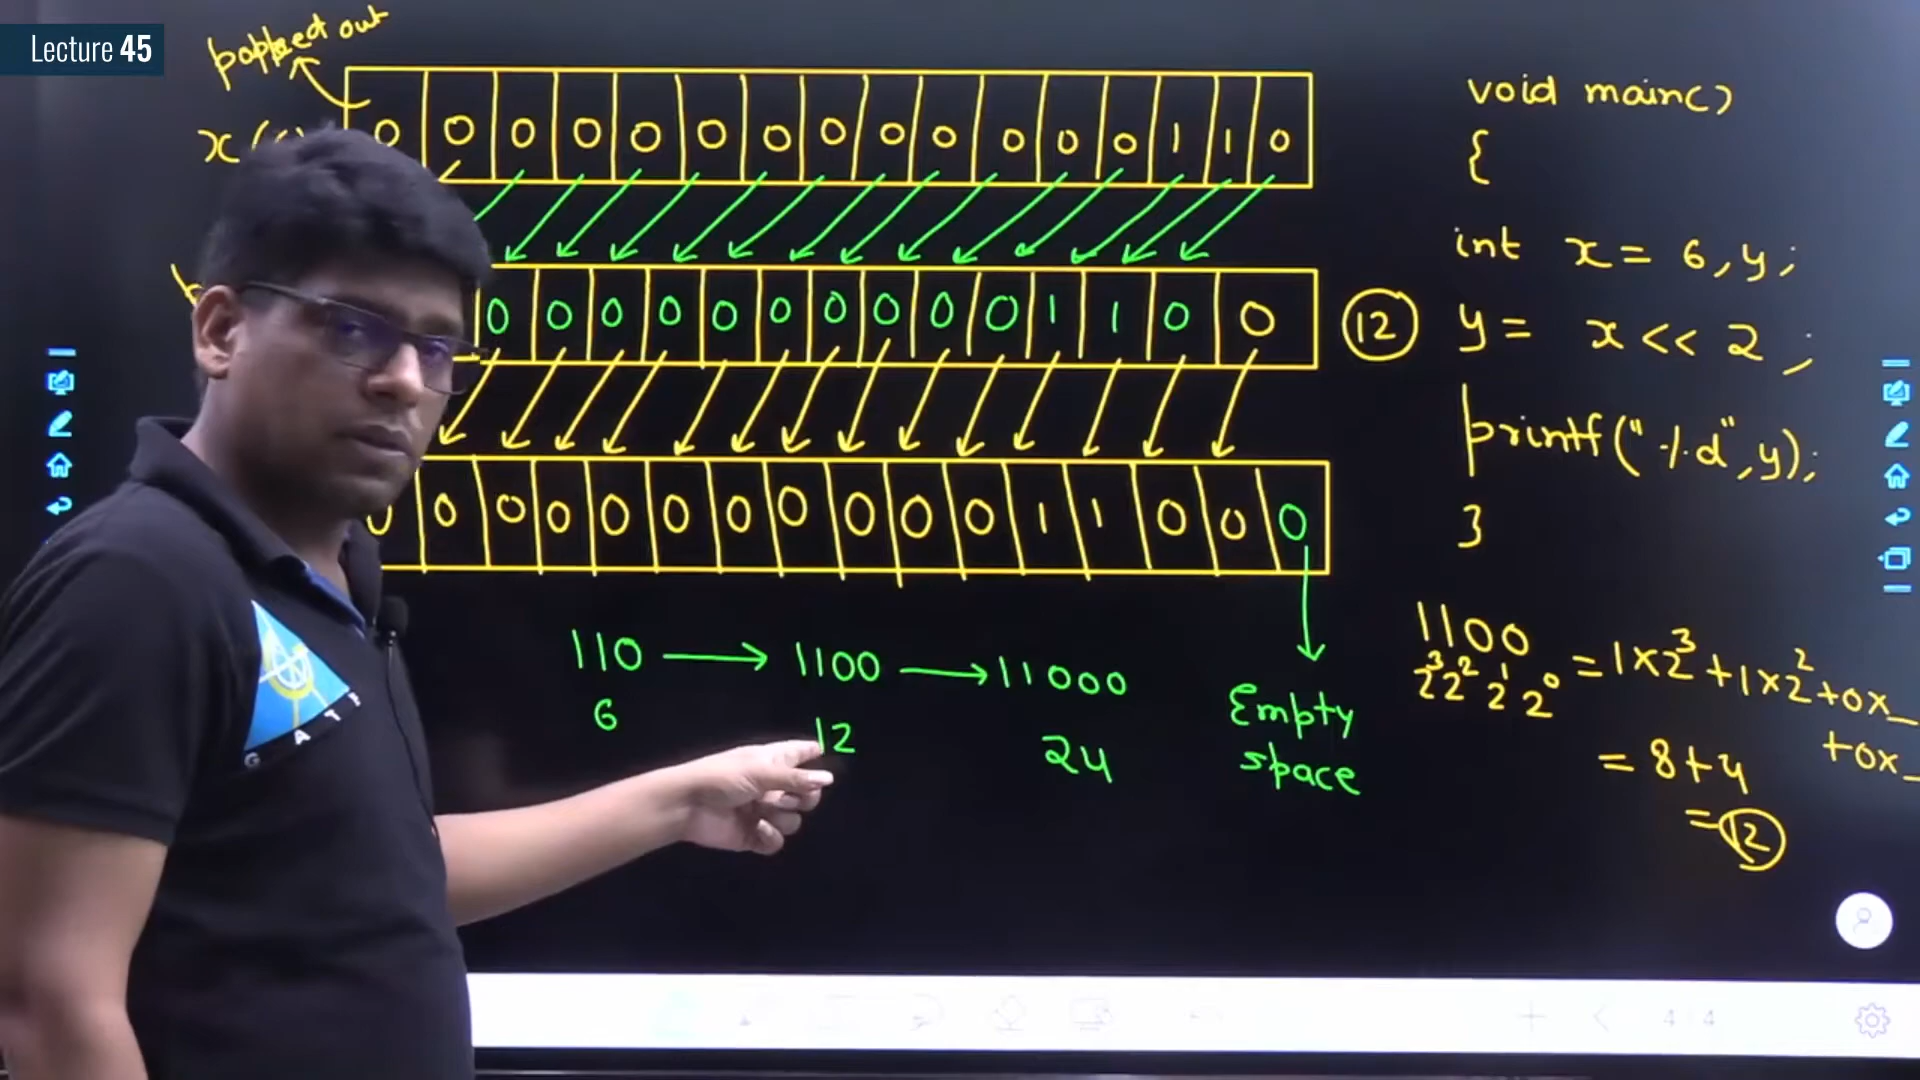 Lecture 45
popped out
x
0 0 0 0 0 0 0 0 0 0 0 0 0 1 1 0
0 0 0 0 0 0 0 0 0 0 1 1 0 0
12
0 0 0 0 0 0 0 0 0 0 0 1 1 0 0 0
110 → 1100 → 11000
6 12 24
Empty
space
void main()
{
int x = 6, y;
y = x << 2;
printf("%d", y);
}
1100 = 1×2³ + 1×2² + 0×_
2³ 2² 2¹ 2⁰ + 0×_
= 8+4
= 12
GATE
4 4